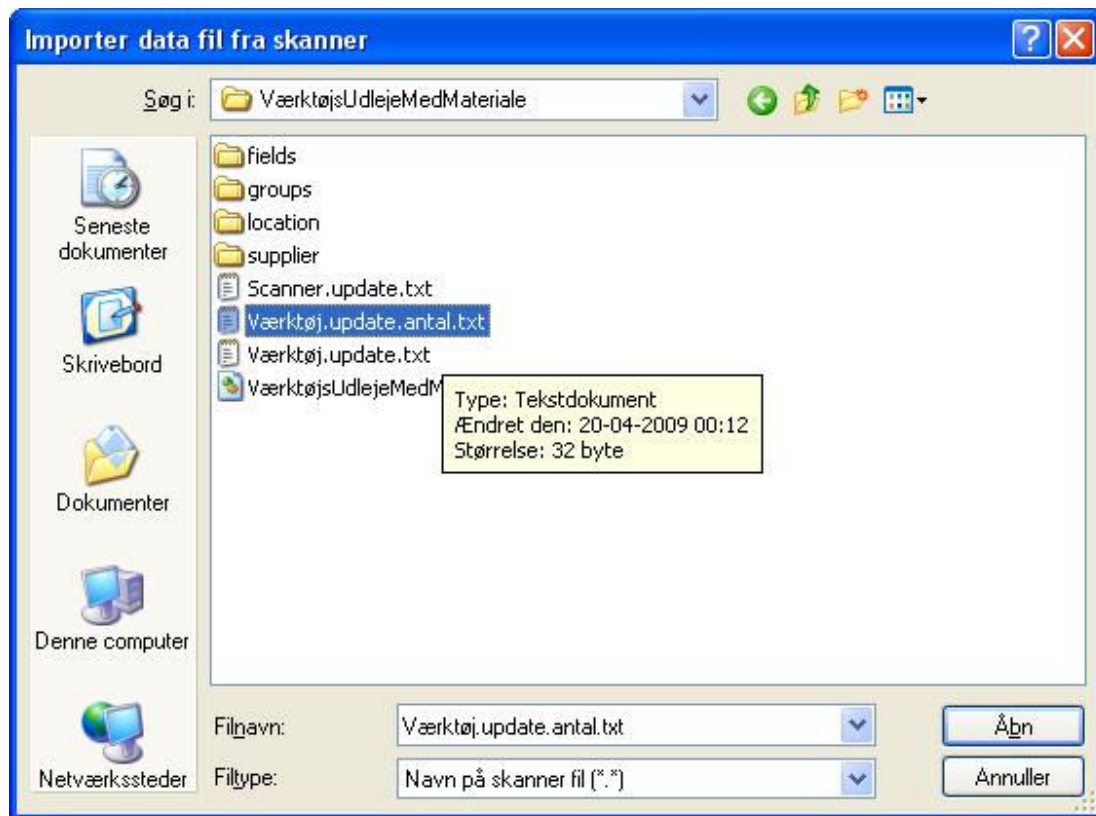 Importer data fil fra skanner
Søg i:
VærktøjsUdlejeMedMateriale
Seneste
dokumenter
Skrivebord
Dokumenter
Denne computer
Netværkssteder
fields
groups
location
supplier
Scanner.update.txt
Værktøj.update.antal.txt
Værktøj.update.txt
VærktøjsUdlejeMedM
Type: Tekstdokument
Ændret den: 20-04-2009 00:12
Størrelse: 32 byte
Filnavn:
Værktøj.update.antal.txt
Åbn
Filtype:
Navn på skanner fil (*.*)
Annuller